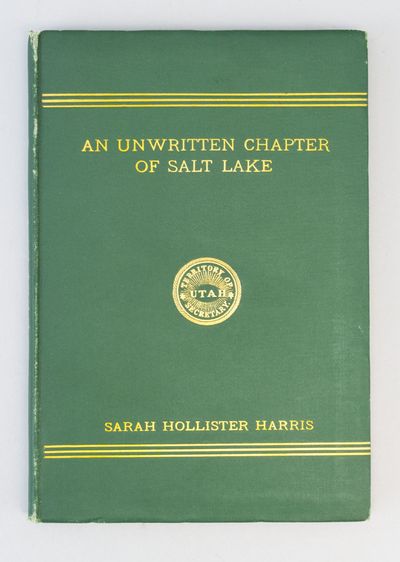 AN UNWRITTEN CHAPTER
OF SALT LAKE
TERRITORY OF
UTAH
SECRETARY.
SARAH HOLLISTER HARRIS